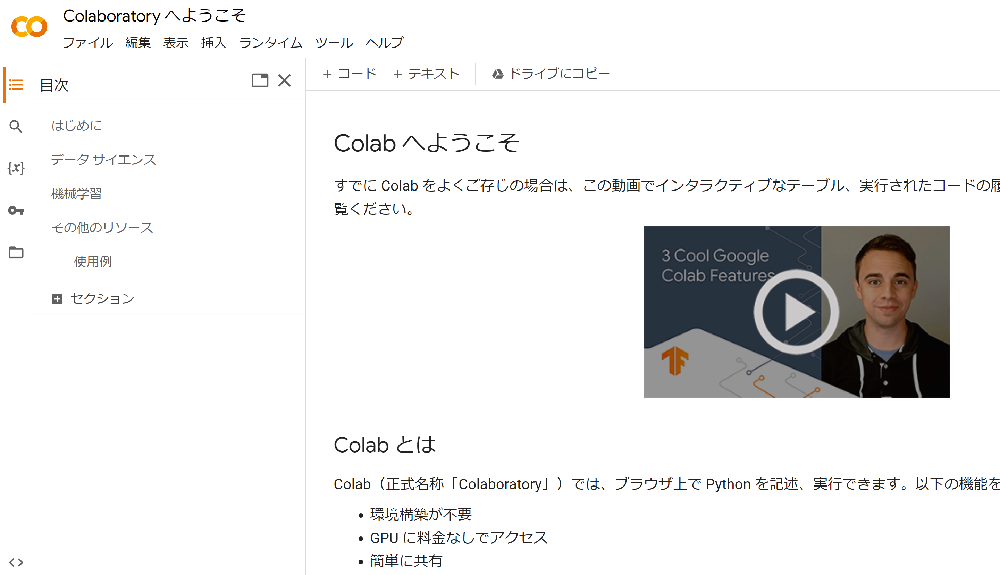 Colaboratory へようこそ
ファイル 編集 表示 挿入 ランタイム ツール ヘルプ
目次
はじめに
データ サイエンス
機械学習
その他のリソース
使用例
セクション
{x}
+ コード + テキスト ドライブにコピー
Colab へようこそ
すでに Colab をよくご存じの場合は、この動画でインタラクティブなテーブル、実行されたコードの履
覧ください。
3 Cool Google
Colab Features
Colab とは
Colab（正式名称「Colaboratory」）では、ブラウザ上で Python を記述、実行できます。以下の機能を
• 環境構築が不要
• GPU に料金なしでアクセス
• 簡単に共有